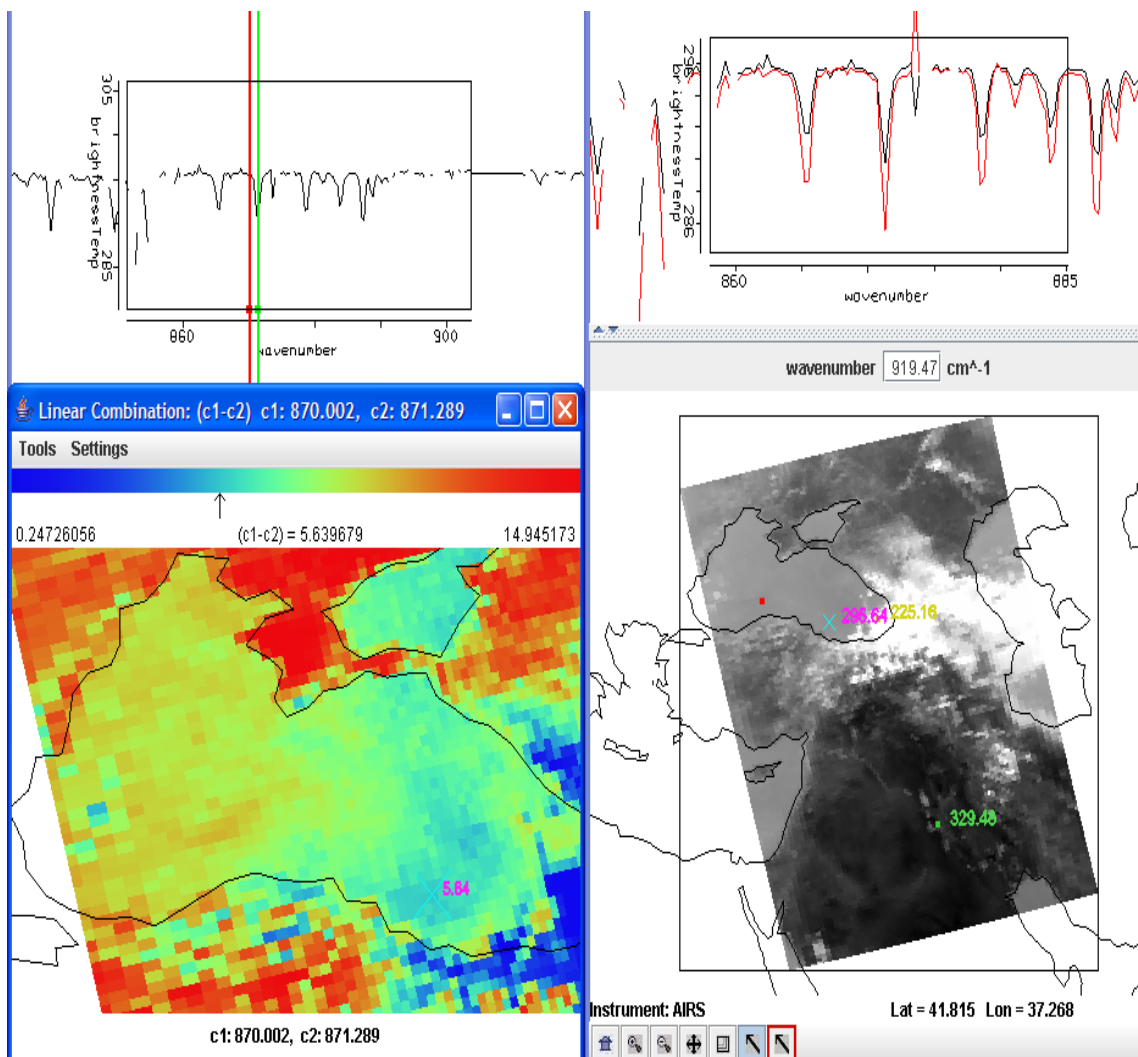 305
brightnessTemp
285
860
900
wavenumber
296
brightnessTemp
286
860
885
wavenumber
wavenumber 919.47 cm^-1
Linear Combination: (c1-c2) c1: 870.002, c2: 871.289
Tools Settings
0.24726056 (c1-c2) = 5.639679 14.945173
5.64
c1: 870.002, c2: 871.289
295.64 225.16
329.48
Instrument: AIRS Lat = 41.815 Lon = 37.268